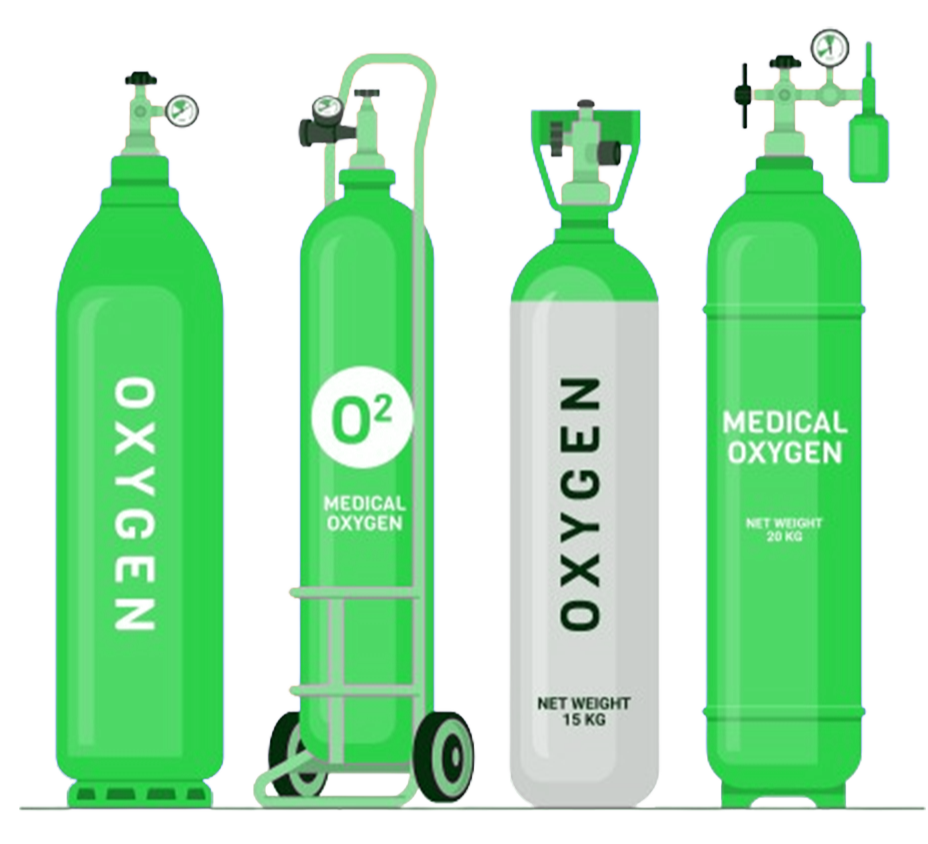 OXYGEN
O²
MEDICAL
OXYGEN
OXYGEN
NET WEIGHT
15 KG
MEDICAL
OXYGEN
NET WEIGHT
20 KG